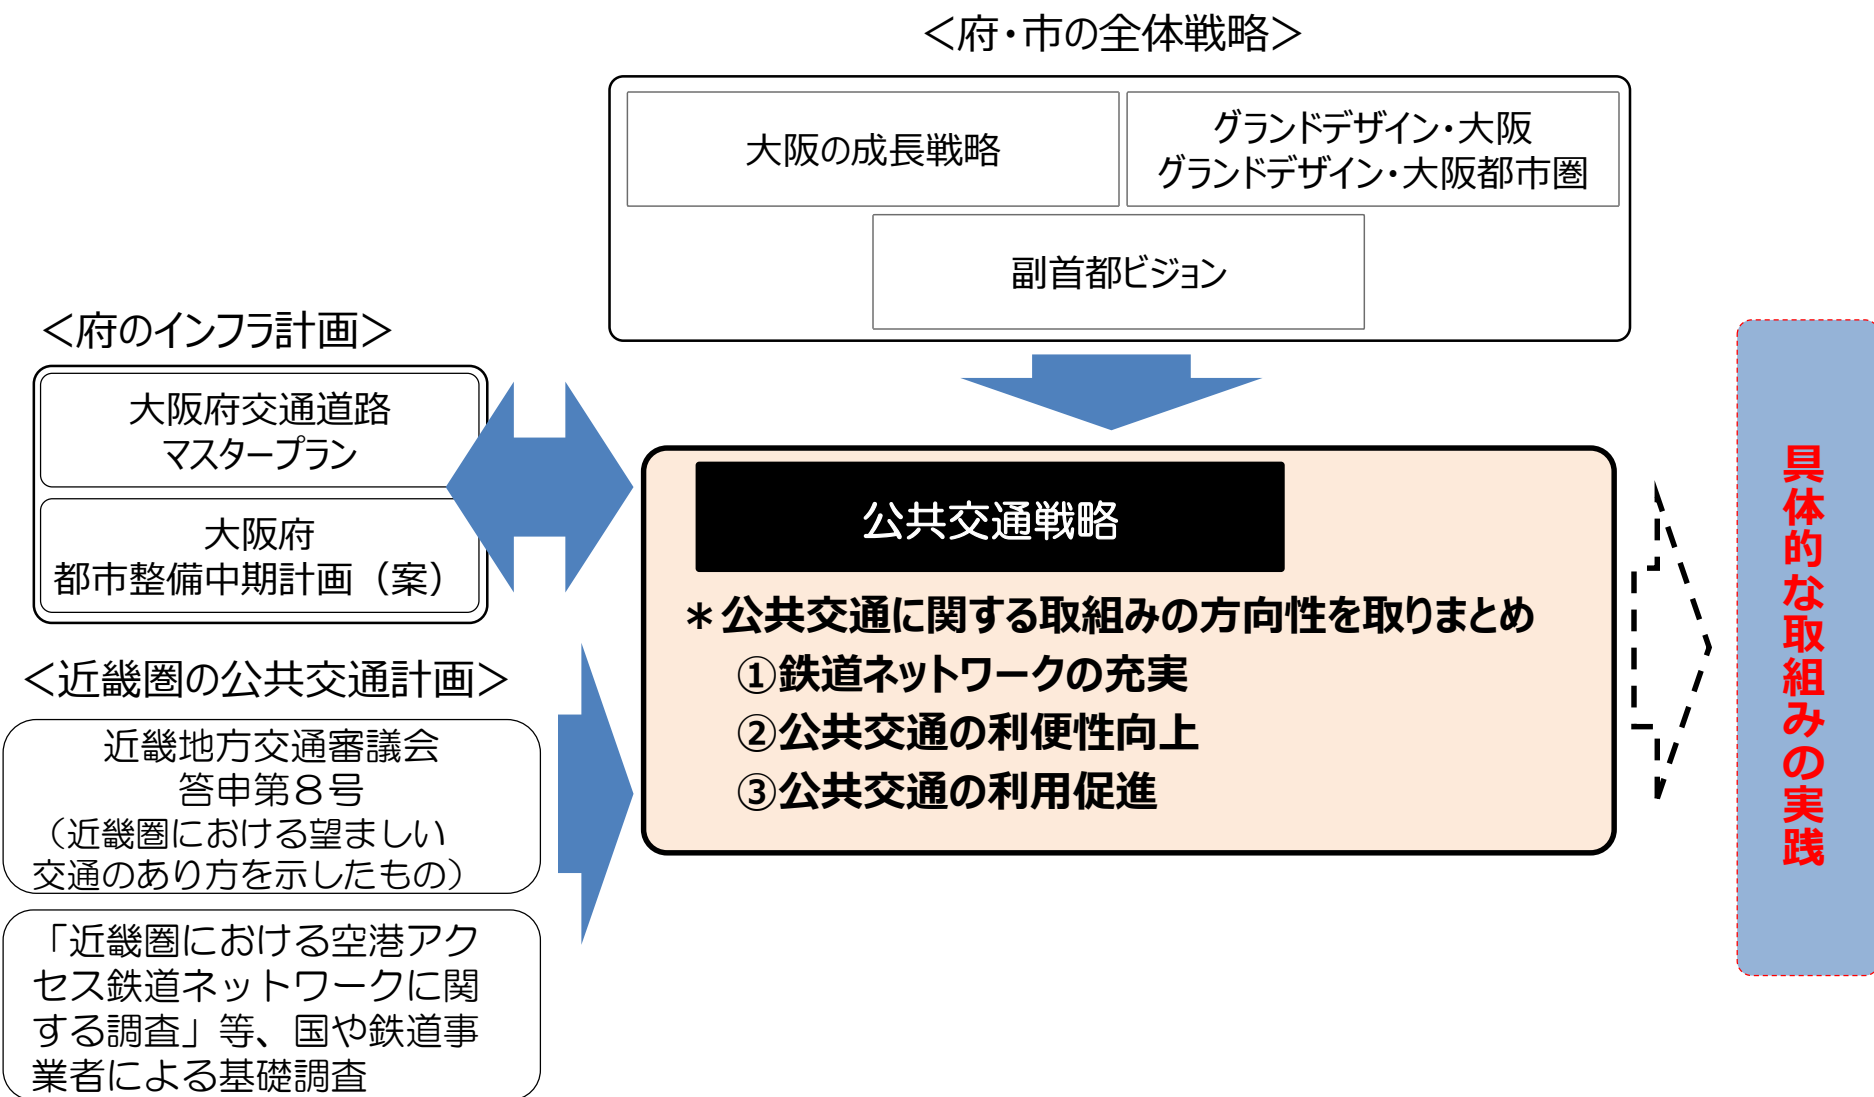 ＜府・市の全体戦略＞
大阪の成長戦略
グランドデザイン・大阪
グランドデザイン・大阪都市圏
副首都ビジョン
＜府のインフラ計画＞
大阪府交通道路
マスタープラン
大阪府
都市整備中期計画（案）
＜近畿圏の公共交通計画＞
近畿地方交通審議会
答申第８号
（近畿圏における望ましい
交通のあり方を示したもの）
「近畿圏における空港アク
セス鉄道ネットワークに関
する調査」等、国や鉄道事
業者による基礎調査
公共交通戦略
＊公共交通に関する取組みの方向性を取りまとめ
①鉄道ネットワークの充実
②公共交通の利便性向上
③公共交通の利用促進
具体的な取組みの実践